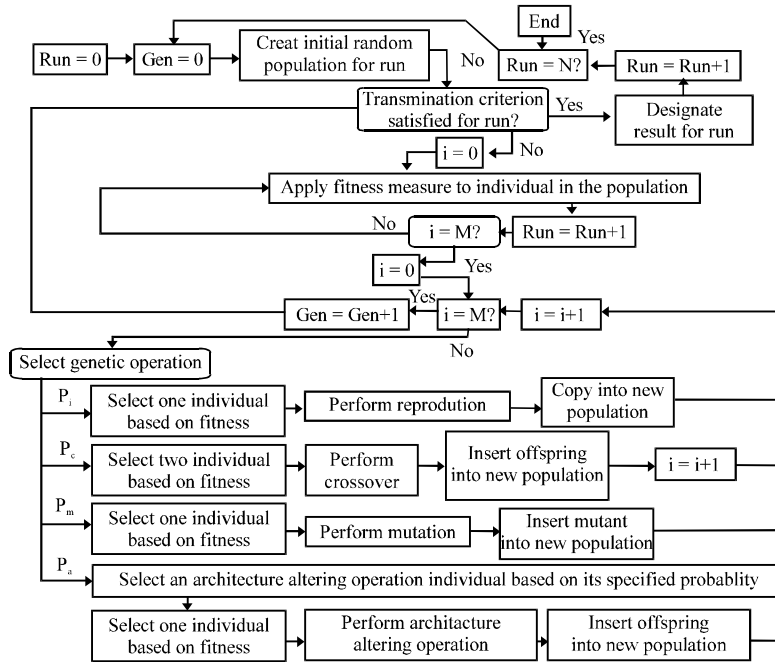 End
Run = 0
Gen = 0
Creat initial random
population for run
No
Run = N?
Yes
Run = Run+1
Transmination criterion
satisfied for run?
Yes
Designate
result for run
i = 0
No
Apply fitness measure to individual in the population
No
i = M?
Run = Run+1
i = 0
Yes
Gen = Gen+1
Yes
i = M?
i = i+1
No
Select genetic operation
Pi
Select one individual
based on fitness
Perform reprodution
Copy into new
population
Pc
Select two individual
based on fitness
Perform
crossover
Insert offspring
into new population
i = i+1
Pm
Select one individual
based on fitness
Perform mutation
Insert mutant
into new population
Pa
Select an architecture altering operation individual based on its specified probablity
Select one individual
based on fitness
Perform architacture
altering operation
Insert offspring
into new population